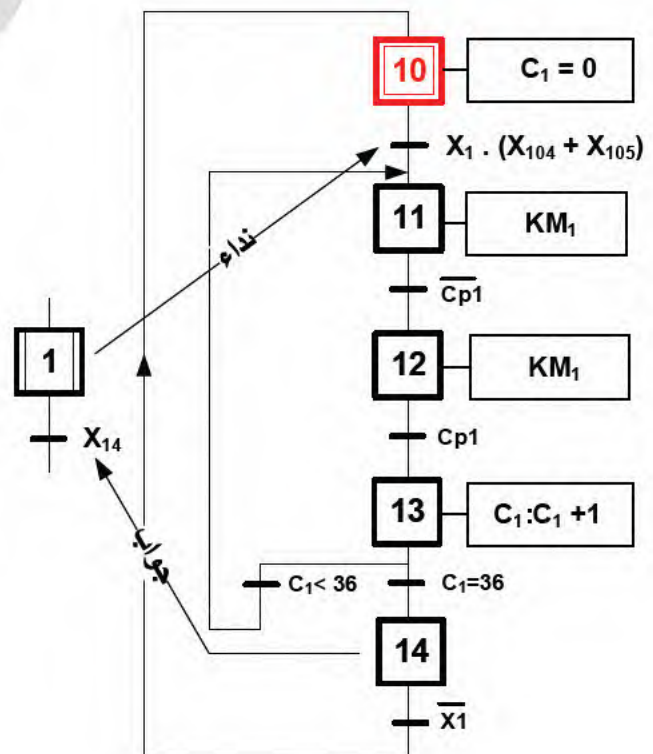 10
C₁ = 0
X₁ . (X₁₀₄ + X₁₀₅)
11
KM₁
نداء
C̅p̅1̅
1
12
KM₁
X₁₄
Cp1
13
C₁:C₁ +1
جواب
C₁< 36
C₁=36
14
X̅1̅